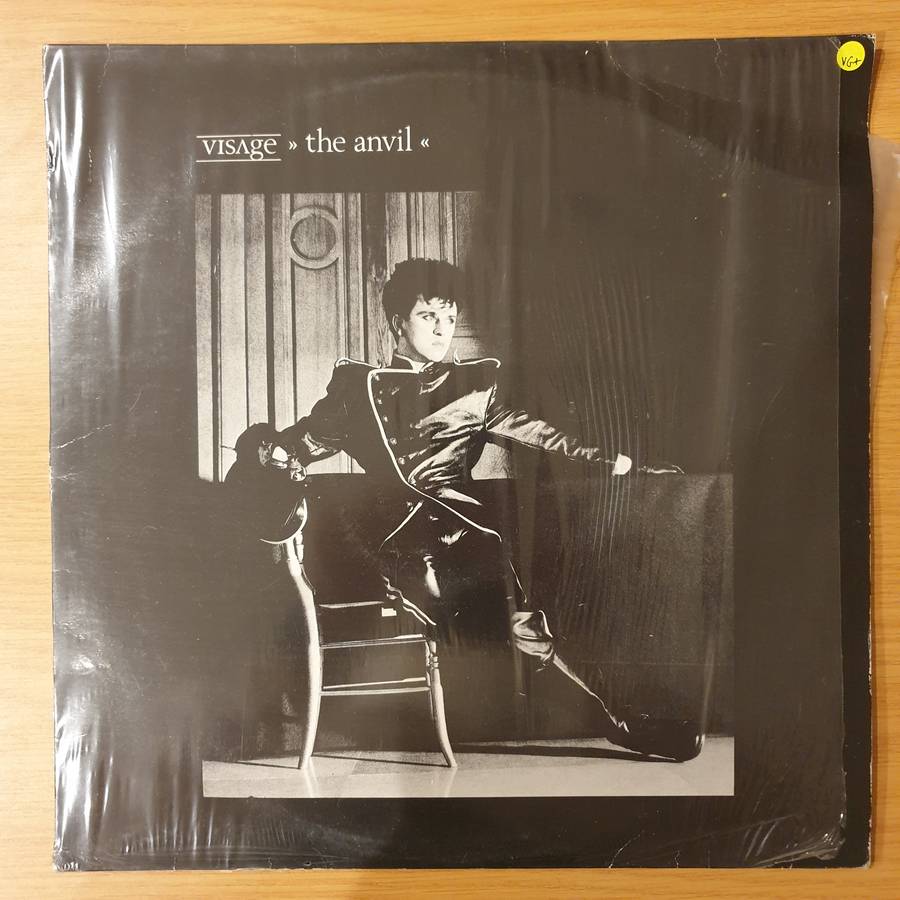 VG+
VISAGE » the anvil «